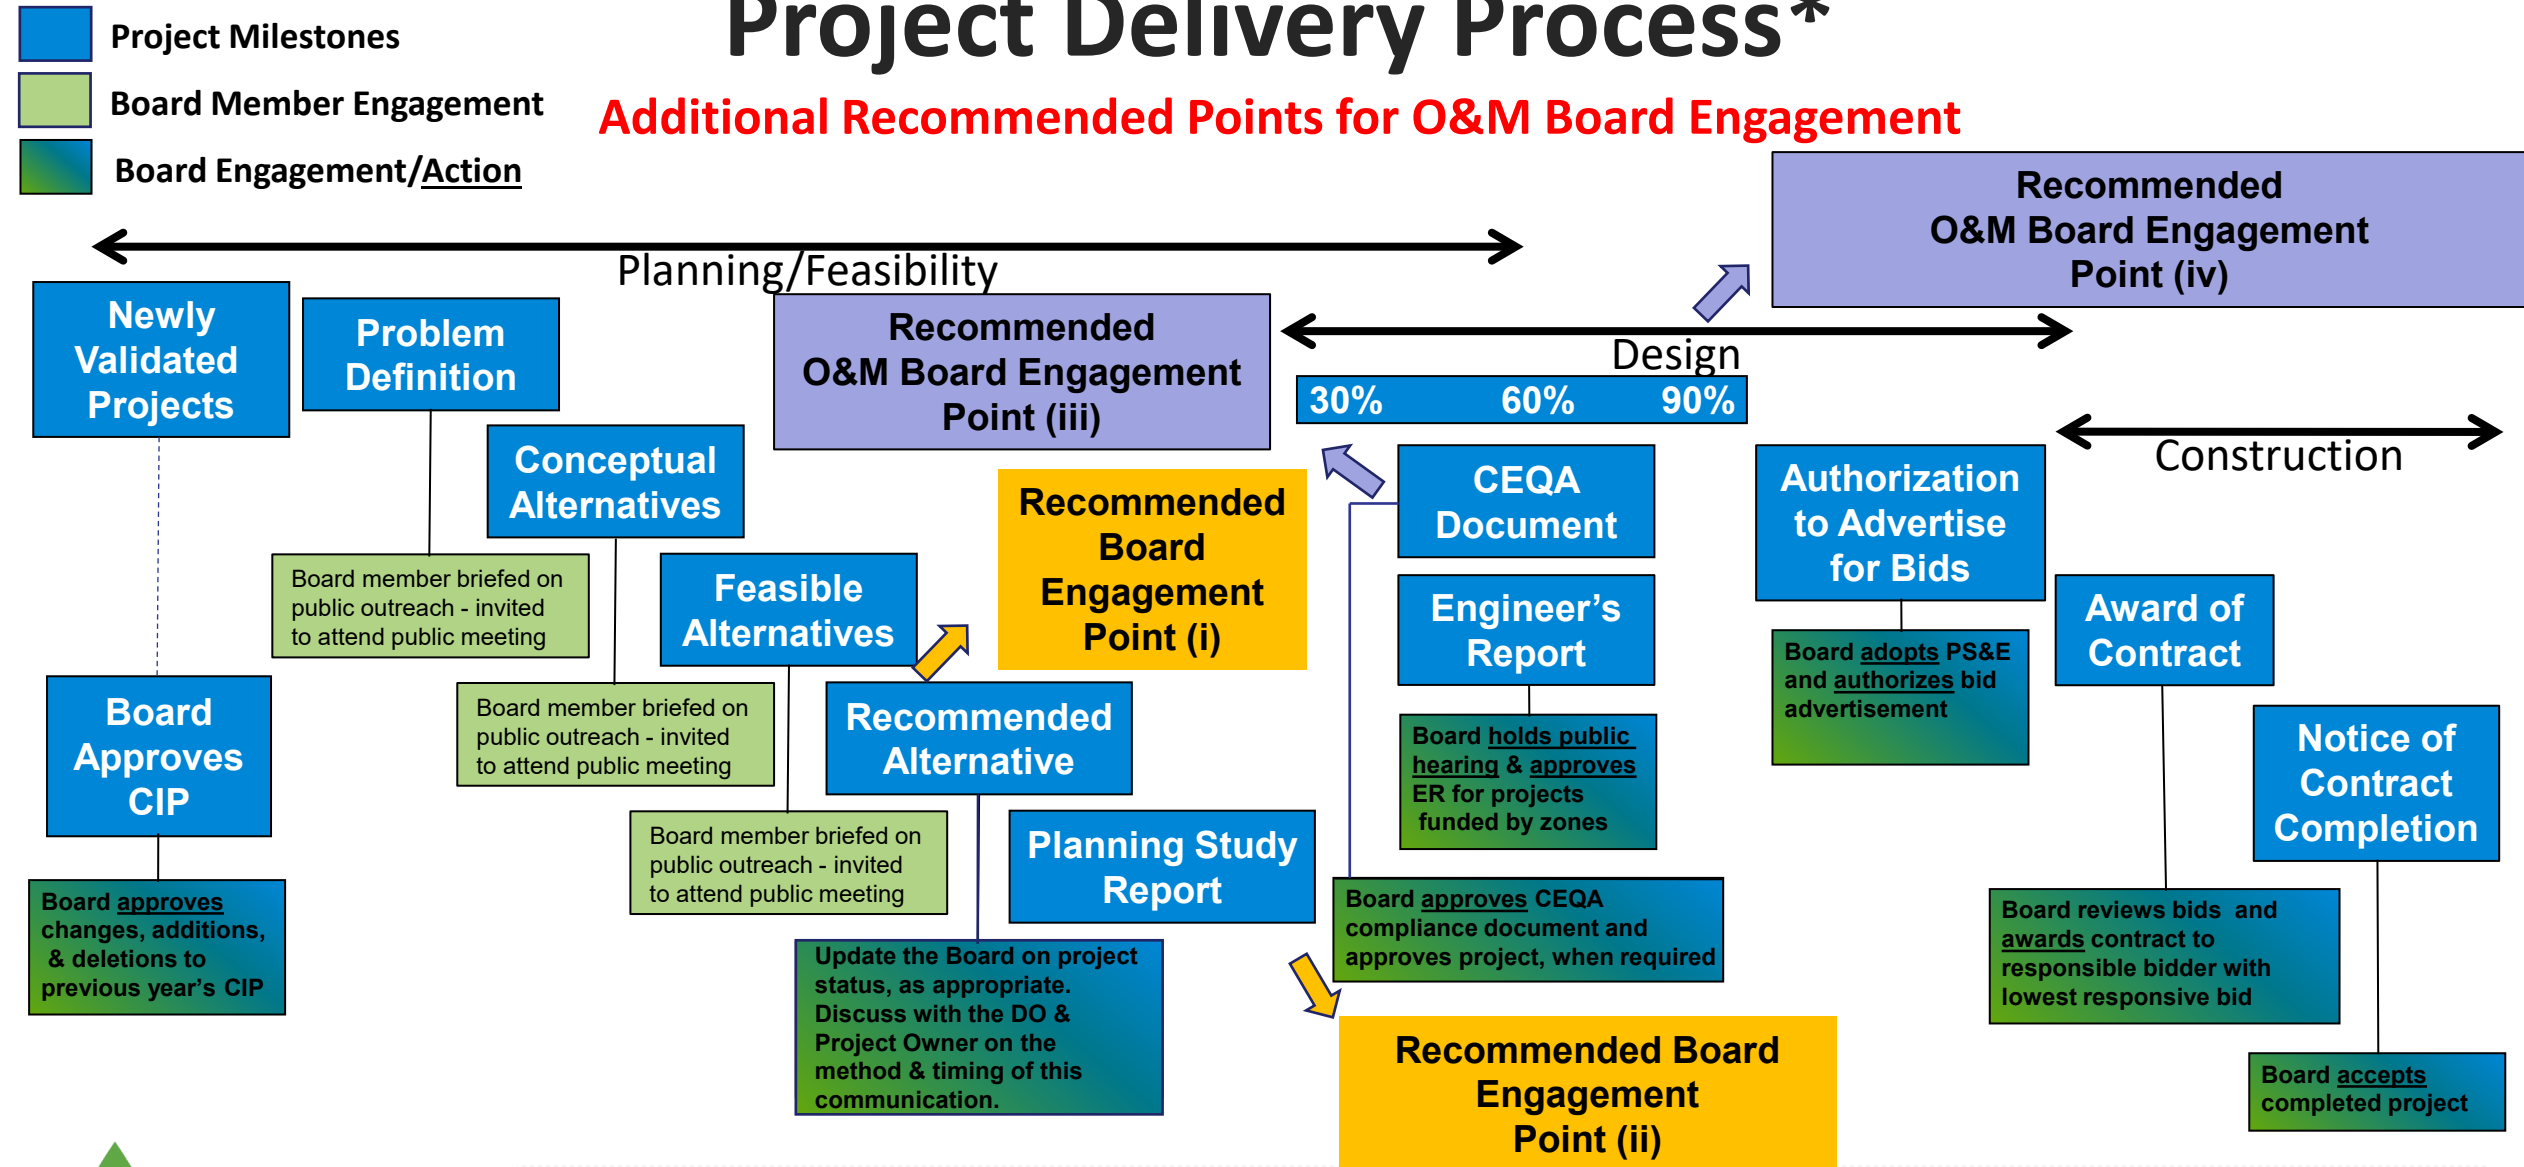 Project Delivery Process*
Additional Recommended Points for O&M Board Engagement
Project Milestones
Board Member Engagement
Board Engagement/Action
Planning/Feasibility
Design
Construction
Newly
Validated
Projects
Board
Approves
CIP
Board approves
changes, additions,
& deletions to
previous year's CIP
Problem
Definition
Board member briefed on
public outreach - invited
to attend public meeting
Conceptual
Alternatives
Board member briefed on
public outreach - invited
to attend public meeting
Feasible
Alternatives
Board member briefed on
public outreach - invited
to attend public meeting
Recommended
Alternative
Update the Board on project
status, as appropriate.
Discuss with the DO &
Project Owner on the
method & timing of this
communication.
Recommended
Board
Engagement
Point (i)
Planning Study
Report
Recommended Board
Engagement
Point (ii)
Recommended
O&M Board Engagement
Point (iii)
30% 60% 90%
CEQA
Document
Engineer’s
Report
Board holds public
hearing & approves
ER for projects
funded by zones
Board approves CEQA
compliance document and
approves project, when required
Recommended
O&M Board Engagement
Point (iv)
Authorization
to Advertise
for Bids
Board adopts PS&E
and authorizes bid
advertisement
Award of
Contract
Board reviews bids and
awards contract to
responsible bidder with
lowest responsive bid
Notice of
Contract
Completion
Board accepts
completed project